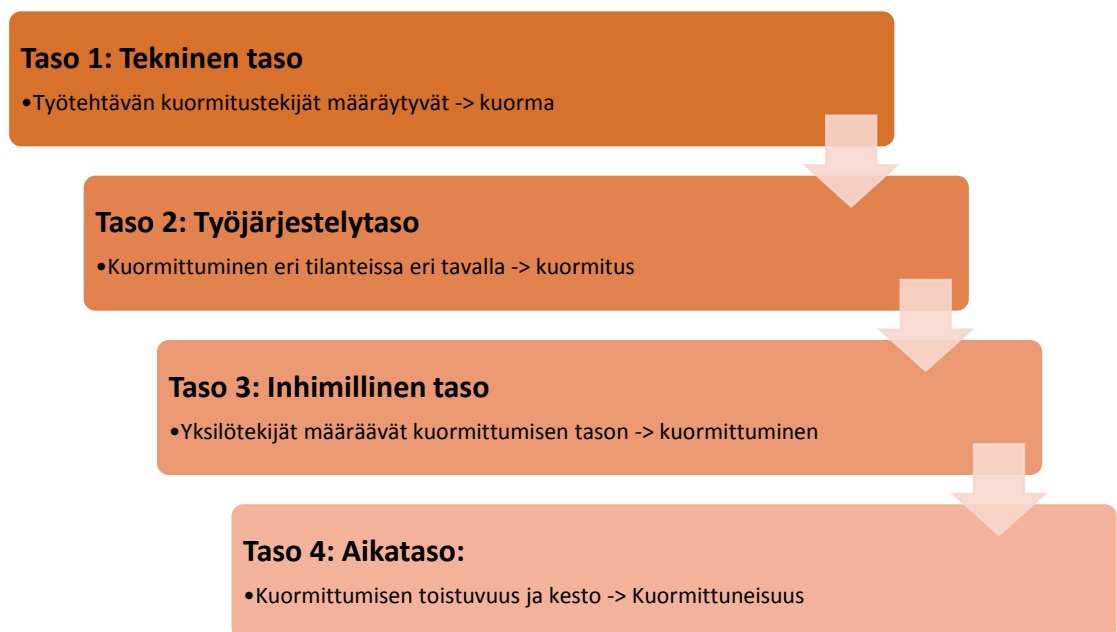 Taso 1: Tekninen taso
•Työtehtävän kuormitustekijät määräytyvät -> kuorma
Taso 2: Työjärjestelytaso
•Kuormittuminen eri tilanteissa eri tavalla -> kuormitus
Taso 3: Inhimillinen taso
•Yksilötekijät määräävät kuormittumisen tason -> kuormittuminen
Taso 4: Aikataso:
•Kuormittumisen toistuvuus ja kesto -> Kuormittuneisuus